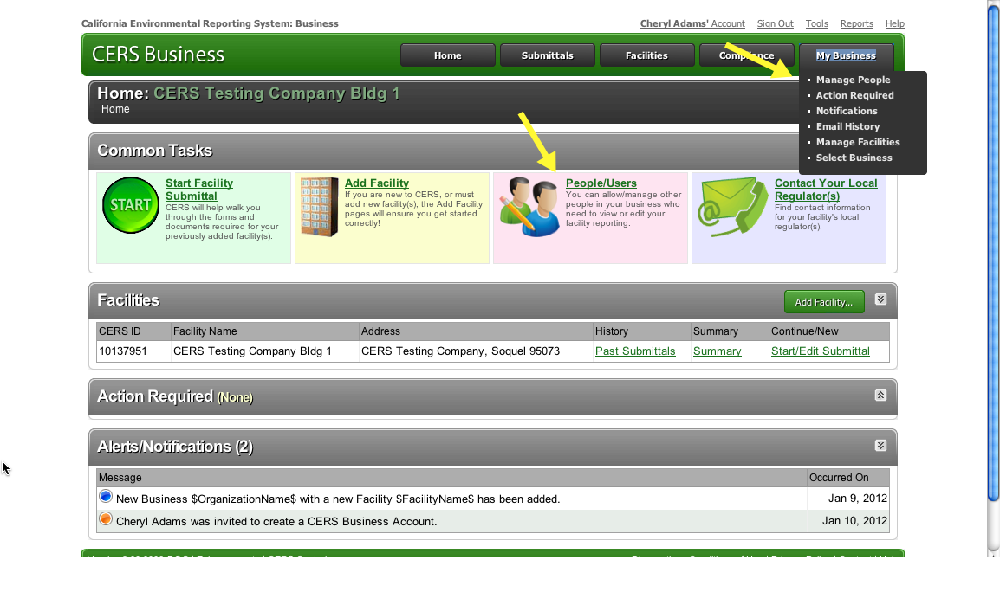 California Environmental Reporting System: Business
Cheryl Adams' Account Sign Out Tools Reports Help
CERS Business
Home Submittals Facilities Compliance My Business
Manage People
Action Required
Notifications
Email History
Manage Facilities
Select Business
Home: CERS Testing Company Bldg 1
Home
Common Tasks
START
Start Facility
Submittal
CERS will help walk you
through the forms and
documents required for your
previously added facility(s).
Add Facility
If you are new to CERS, or must
add new facility(s), the Add Facility
pages will ensure you get started
correctly!
People/Users
You can allow/manage other
people in your business who
need to view or edit your
facility reporting.
Contact Your Local
Regulator(s)
Find contact information
for your facility's local
regulator(s).
Facilities
Add Facility...
CERS ID Facility Name Address History Summary Continue/New
10137951 CERS Testing Company Bldg 1 CERS Testing Company, Soquel 95073 Past Submittals Summary Start/Edit Submittal
Action Required (None)
Alerts/Notifications (2)
Message Occurred On
New Business $OrganizationName$ with a new Facility $FacilityName$ has been added. Jan 9, 2012
Cheryl Adams was invited to create a CERS Business Account. Jan 10, 2012